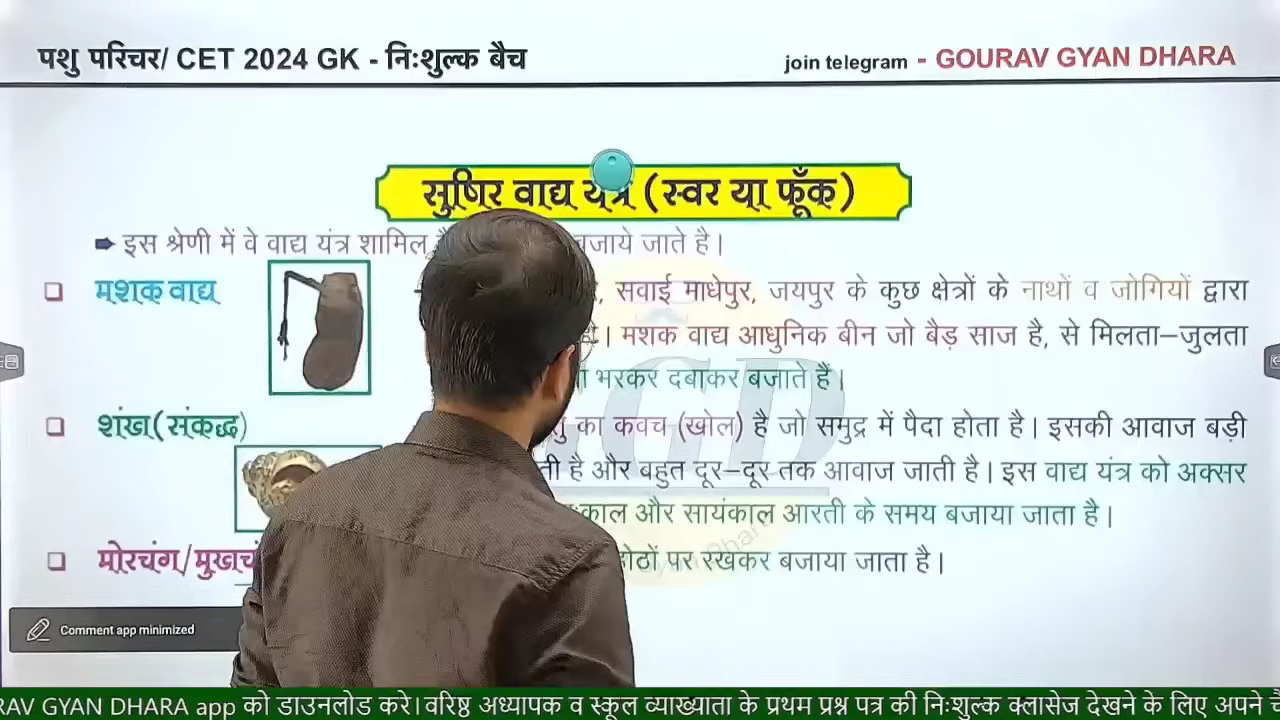 पशु परिचर/ CET 2024 GK - निःशुल्क बैच
join telegram - GOURAV GYAN DHARA
सुषिर वाद्य यंत्र (स्वर या फूँक)
इस श्रेणी में वे वाद्य यंत्र शामिल बजाये जाते है।
मशक वाद्य
सवाई माधेपुर, जयपुर के कुछ क्षेत्रों के नाथों व जोगियों द्वारा
। मशक वाद्य आधुनिक बीन जो बैड़ साज है, से मिलता–जुलता
भरकर दबाकर बजाते हैं।
शंख(संकद्ध)
का कवच (खोल) है जो समुद्र में पैदा होता है। इसकी आवाज बड़ी
है और बहुत दूर–दूर तक आवाज जाती है। इस वाद्य यंत्र को अक्सर
काल और सायंकाल आरती के समय बजाया जाता है।
मोरचंग/मुखचं
होठों पर रखकर बजाया जाता है।
Comment app minimized
RAV GYAN DHARA app को डाउनलोड करे।वरिष्ठ अध्यापक व स्कूल व्याख्याता के प्रथम प्रश्न पत्र की निःशुल्क क्लासेज देखने के लिए अपने